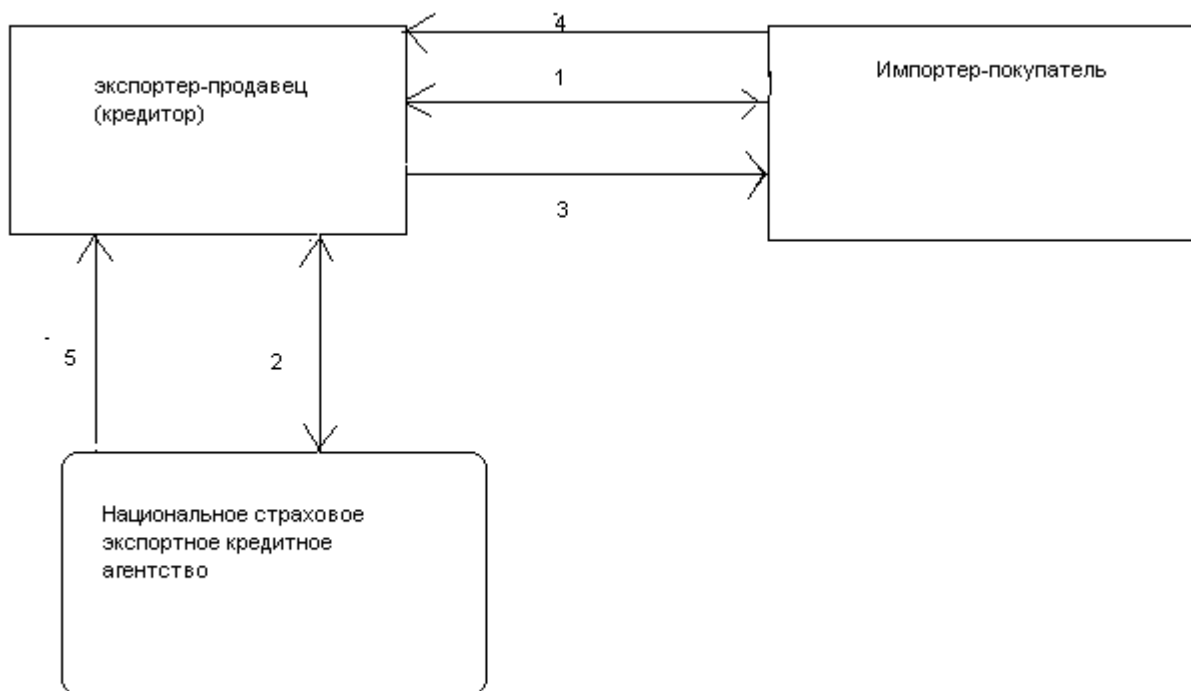 4
экспортер-продавец
(кредитор)
1
Импортер-покупатель
3
5
2
Национальное страховое
экспортное кредитное
агентство